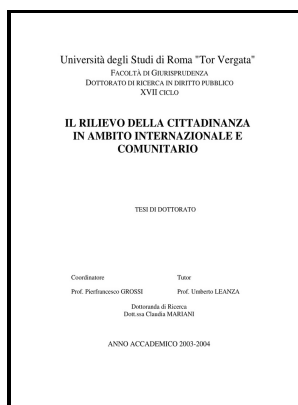 Università degli Studi di Roma "Tor Vergata"
FACOLTÀ DI GIURISPRUDENZA
DOTTORATO DI RICERCA IN DIRITTO PUBBLICO
XVII CICLO
IL RILIEVO DELLA CITTADINANZA
IN AMBITO INTERNAZIONALE E
COMUNITARIO
TESI DI DOTTORATO
Coordinatore Tutor
Prof. Pierfrancesco GROSSI Prof. Umberto LEANZA
Dottoranda di Ricerca
Dott.ssa Claudia MARIANI
ANNO ACCADEMICO 2003-2004